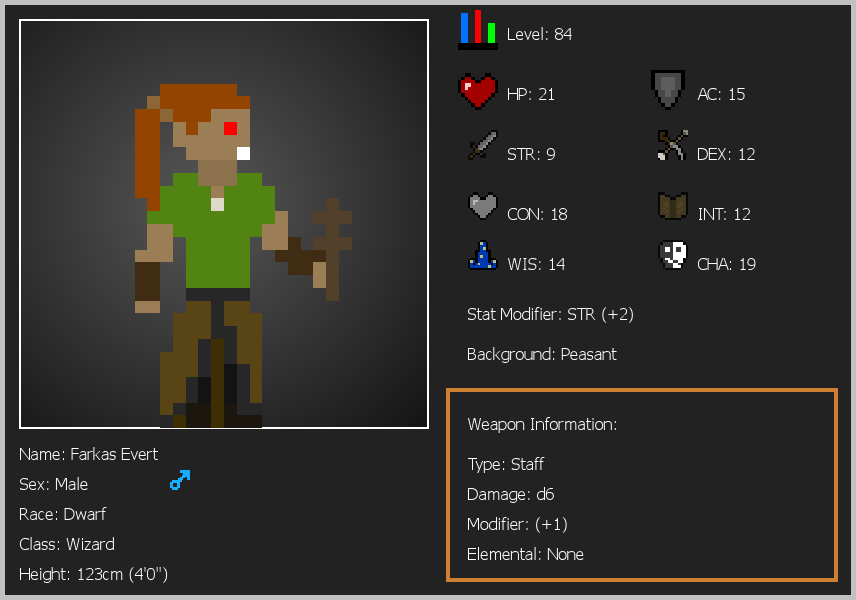 Level: 84
HP: 21
AC: 15
STR: 9
DEX: 12
CON: 18
INT: 12
WIS: 14
CHA: 19
Stat Modifier: STR (+2)
Background: Peasant
Weapon Information:
Type: Staff
Damage: d6
Modifier: (+1)
Elemental: None
Name: Farkas Evert
Sex: Male
Race: Dwarf
Class: Wizard
Height: 123cm (4'0")